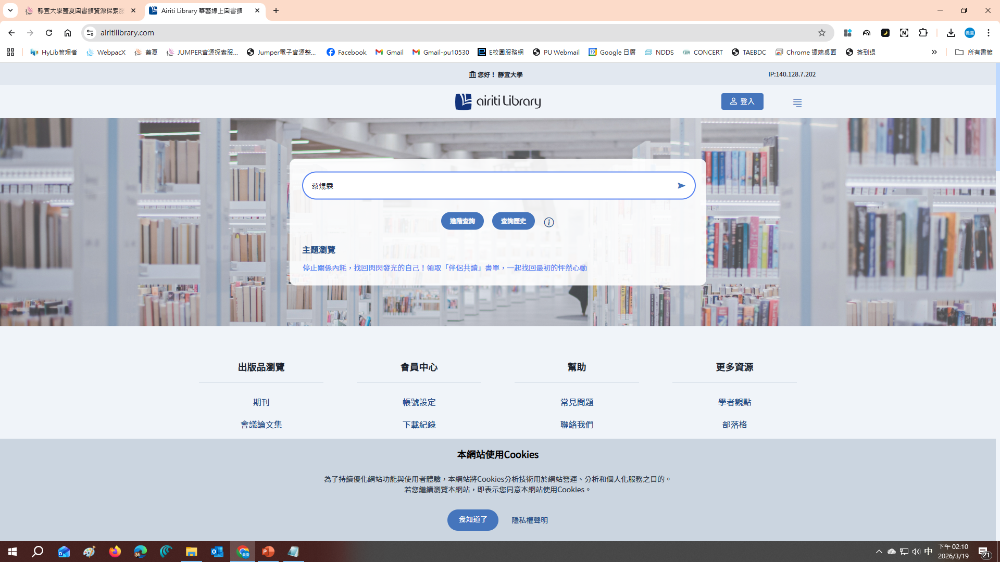 靜宜大學蓋夏圖書館資源探索服
Airiti Library 華藝線上圖書館
airitilibrary.com
HyLib管理者
WebpacX
蓋夏
JUMPER資源探索服...
Jumper電子資源整...
Facebook
Gmail
Gmail-pu10530
E校園服務網
PU Webmail
19
Google 日曆
NDDS
CONCERT
TAEBDC
Chrome 遠端桌面
簽到退
所有書籤
義臺
您好！ 靜宜大學
IP:140.128.7.202
airiti Library
登入
蔡焜霖
進階查詢
查詢歷史
主題瀏覽
停止關係內耗，找回閃閃發光的自己！領取「伴侶共讀」書單，一起找回最初的怦然心動
出版品瀏覽
會員中心
幫助
更多資源
期刊
帳號設定
常見問題
學者觀點
會議論文集
下載紀錄
聯絡我們
部落格
本網站使用Cookies
為了持續優化網站功能與使用者體驗，本網站將Cookies分析技術用於網站營運、分析和個人化服務之目的。
若您繼續瀏覽本網站，即表示您同意本網站使用Cookies。
我知道了
隱私權聲明
中
下午 02:10
2026/3/19
21